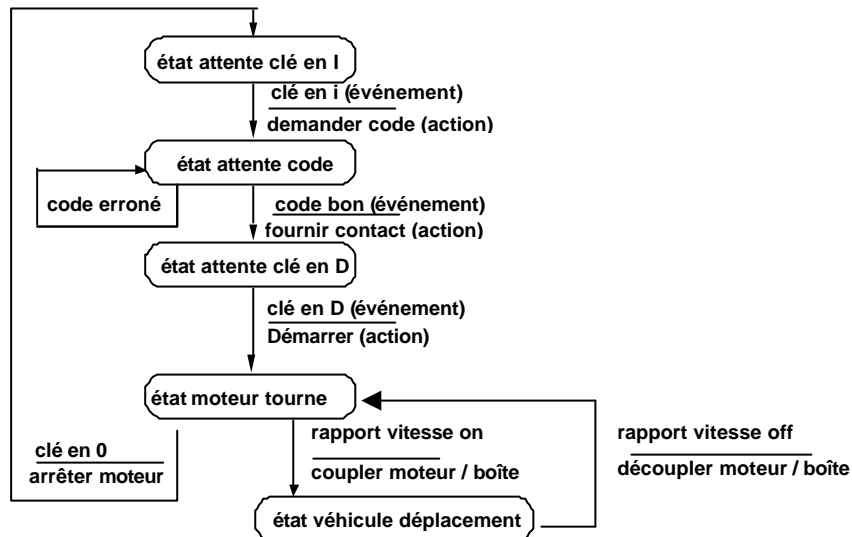 état attente clé en I
clé en i (événement)
demander code (action)
état attente code
code erroné
code bon (événement)
fournir contact (action)
état attente clé en D
clé en D (événement)
Démarrer (action)
état moteur tourne
clé en 0
arrêter moteur
rapport vitesse on
coupler moteur / boîte
rapport vitesse off
découpler moteur / boîte
état véhicule déplacement